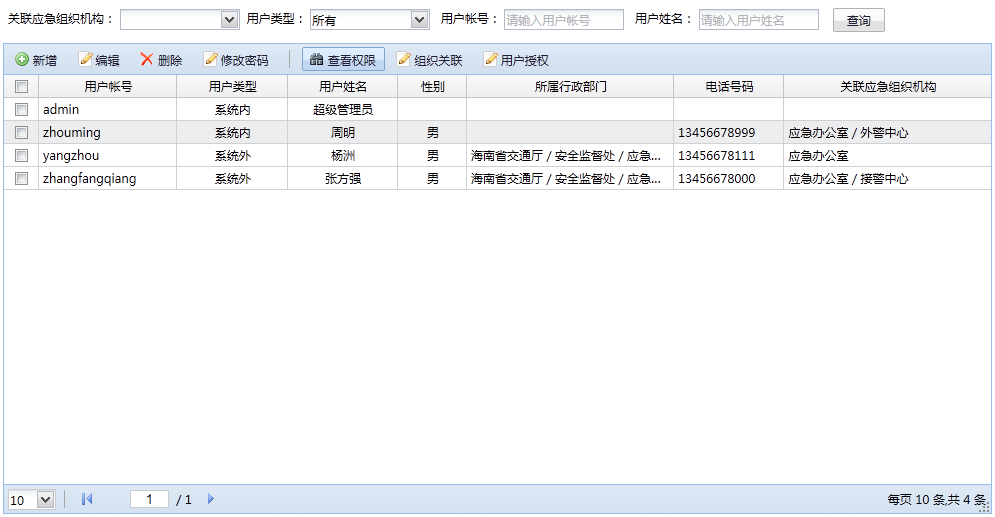 关联应急组织机构： 用户类型： 所有 用户帐号： 请输入用户帐号 用户姓名： 请输入用户姓名 查询
新增 编辑 删除 修改密码 查看权限 组织关联 用户授权
用户帐号 用户类型 用户姓名 性别 所属行政部门 电话号码 关联应急组织机构
admin 系统内 超级管理员
zhouming 系统内 周明 男 13456678999 应急办公室 / 外警中心
yangzhou 系统外 杨洲 男 海南省交通厅 / 安全监督处 / 应急... 13456678111 应急办公室
zhangfangqiang 系统外 张方强 男 海南省交通厅 / 安全监督处 / 应急... 13456678000 应急办公室 / 接警中心
10 1 / 1 每页 10 条,共 4 条